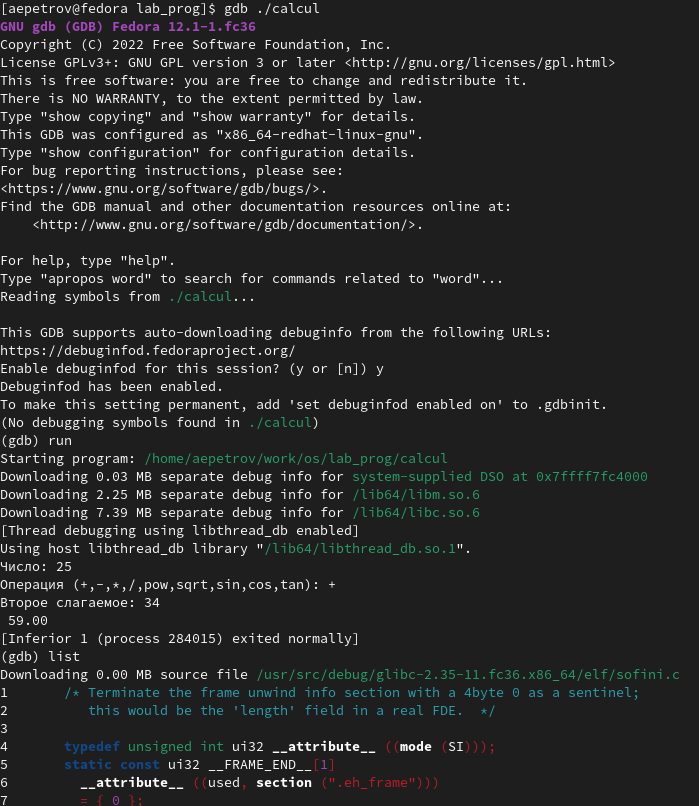 [aepetrov@fedora lab_prog]$ gdb ./calcul
GNU gdb (GDB) Fedora 12.1-1.fc36
Copyright (C) 2022 Free Software Foundation, Inc.
License GPLv3+: GNU GPL version 3 or later <http://gnu.org/licenses/gpl.html>
This is free software: you are free to change and redistribute it.
There is NO WARRANTY, to the extent permitted by law.
Type "show copying" and "show warranty" for details.
This GDB was configured as "x86_64-redhat-linux-gnu".
Type "show configuration" for configuration details.
For bug reporting instructions, please see:
<https://www.gnu.org/software/gdb/bugs/>.
Find the GDB manual and other documentation resources online at:
    <http://www.gnu.org/software/gdb/documentation/>.

For help, type "help".
Type "apropos word" to search for commands related to "word"...
Reading symbols from ./calcul...

This GDB supports auto-downloading debuginfo from the following URLs:
https://debuginfod.fedoraproject.org/
Enable debuginfod for this session? (y or [n]) y
Debuginfod has been enabled.
To make this setting permanent, add 'set debuginfod enabled on' to .gdbinit.
(No debugging symbols found in ./calcul)
(gdb) run
Starting program: /home/aepetrov/work/os/lab_prog/calcul
Downloading 0.03 MB separate debug info for system-supplied DSO at 0x7ffff7fc4000
Downloading 2.25 MB separate debug info for /lib64/libm.so.6
Downloading 7.39 MB separate debug info for /lib64/libc.so.6
[Thread debugging using libthread_db enabled]
Using host libthread_db library "/lib64/libthread_db.so.1".
Число: 25
Операция (+,-,*,/,pow,sqrt,sin,cos,tan): +
Второе слагаемое: 34
 59.00
[Inferior 1 (process 284015) exited normally]
(gdb) list
Downloading 0.00 MB source file /usr/src/debug/glibc-2.35-11.fc36.x86_64/elf/sofini.c
1       /* Terminate the frame unwind info section with a 4byte 0 as a sentinel;
2          this would be the 'length' field in a real FDE.  */
3
4       typedef unsigned int ui32 __attribute__ ((mode (SI)));
5       static const ui32 __FRAME_END__[1]
6         __attribute__ ((used, section (".eh_frame")))
7         = { 0 };